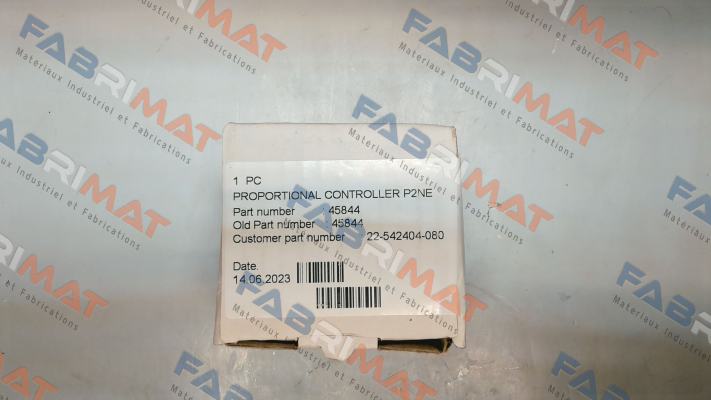 1 PC
PROPORTIONAL CONTROLLER P2NE
Part number 45844
Old Part number 45844
Customer part number 22-542404-080
Date.
14.06.2023
FABRIMAT
Materiaux Industriel et Fabrications